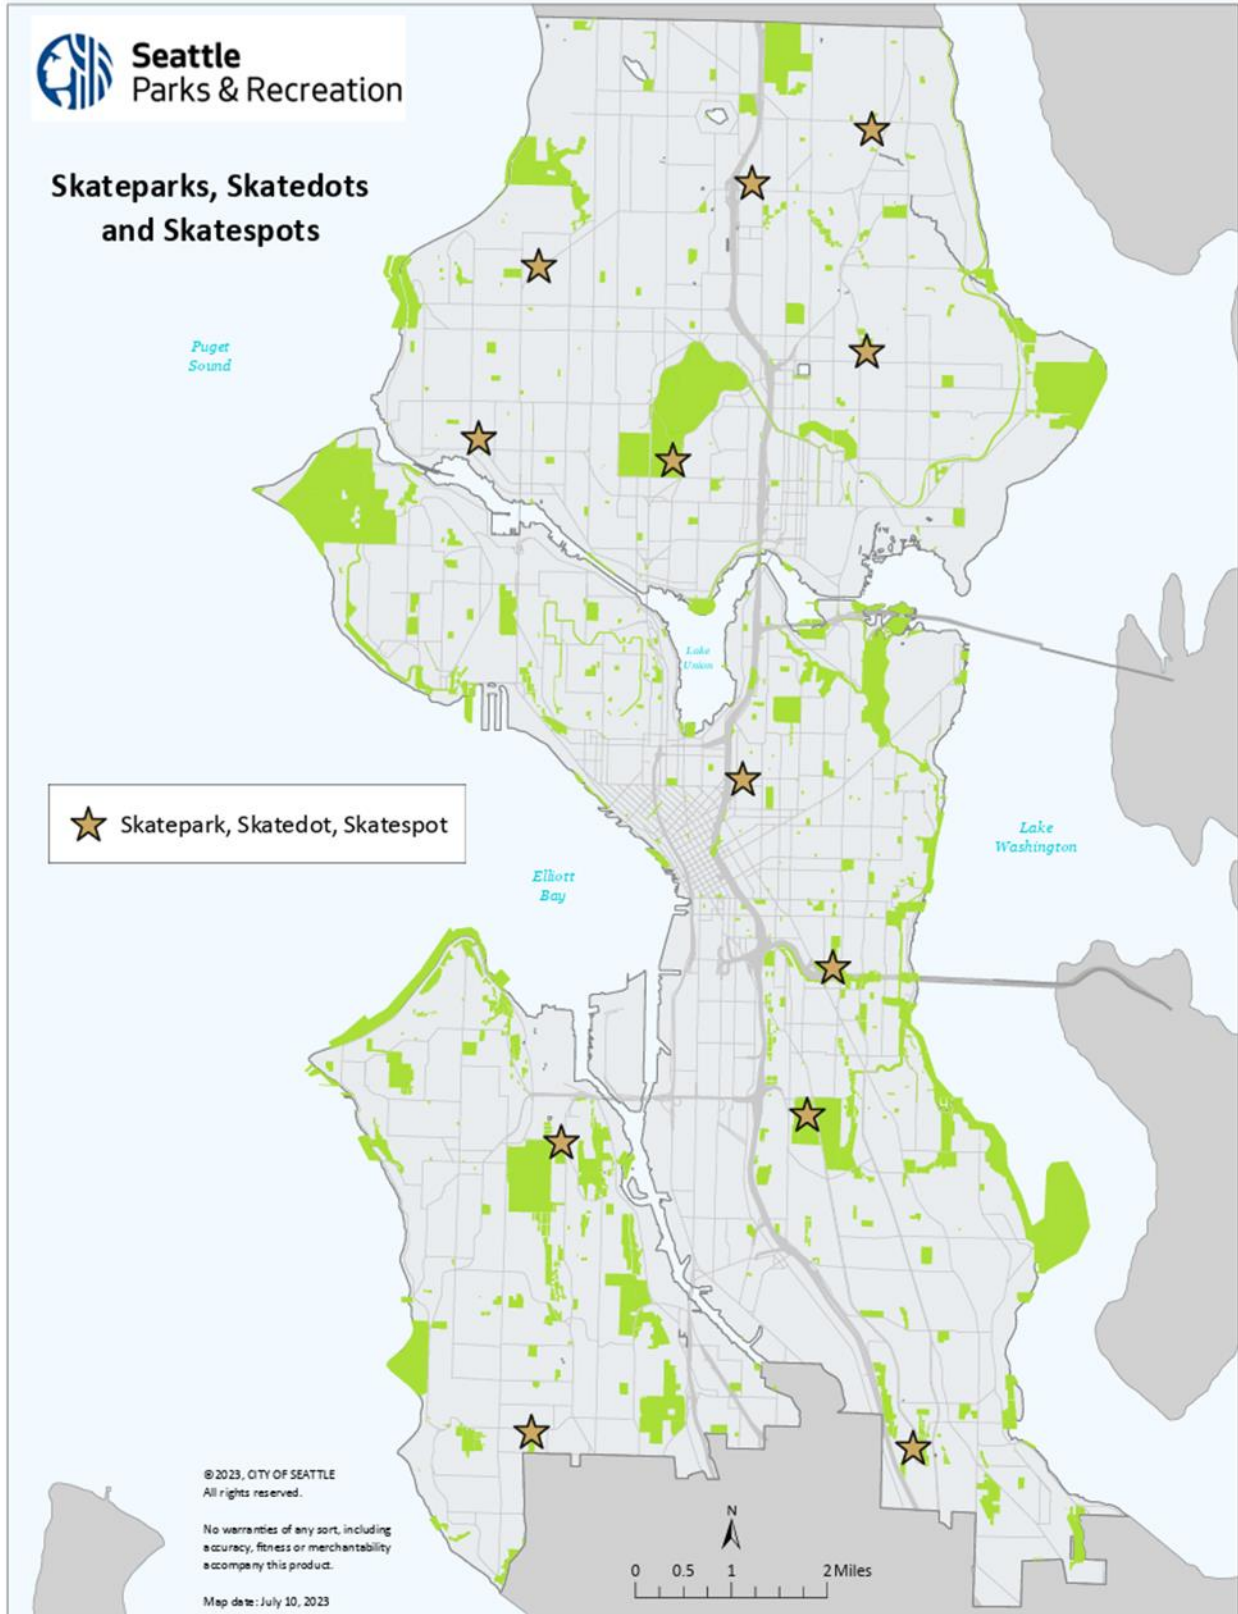 Seattle
Parks & Recreation
Skateparks, Skatedots
and Skatespots
Puget
Sound
Lake
Union
Skatepark, Skatedot, Skatespot
Lake
Washington
Elliott
Bay
©2023, CITY OF SEATTLE
All rights reserved.
No warranties of any sort, including
accuracy, fitness or merchantability
accompany this product.
Map date: July 10, 2023
N
0 0.5 1 2 Miles